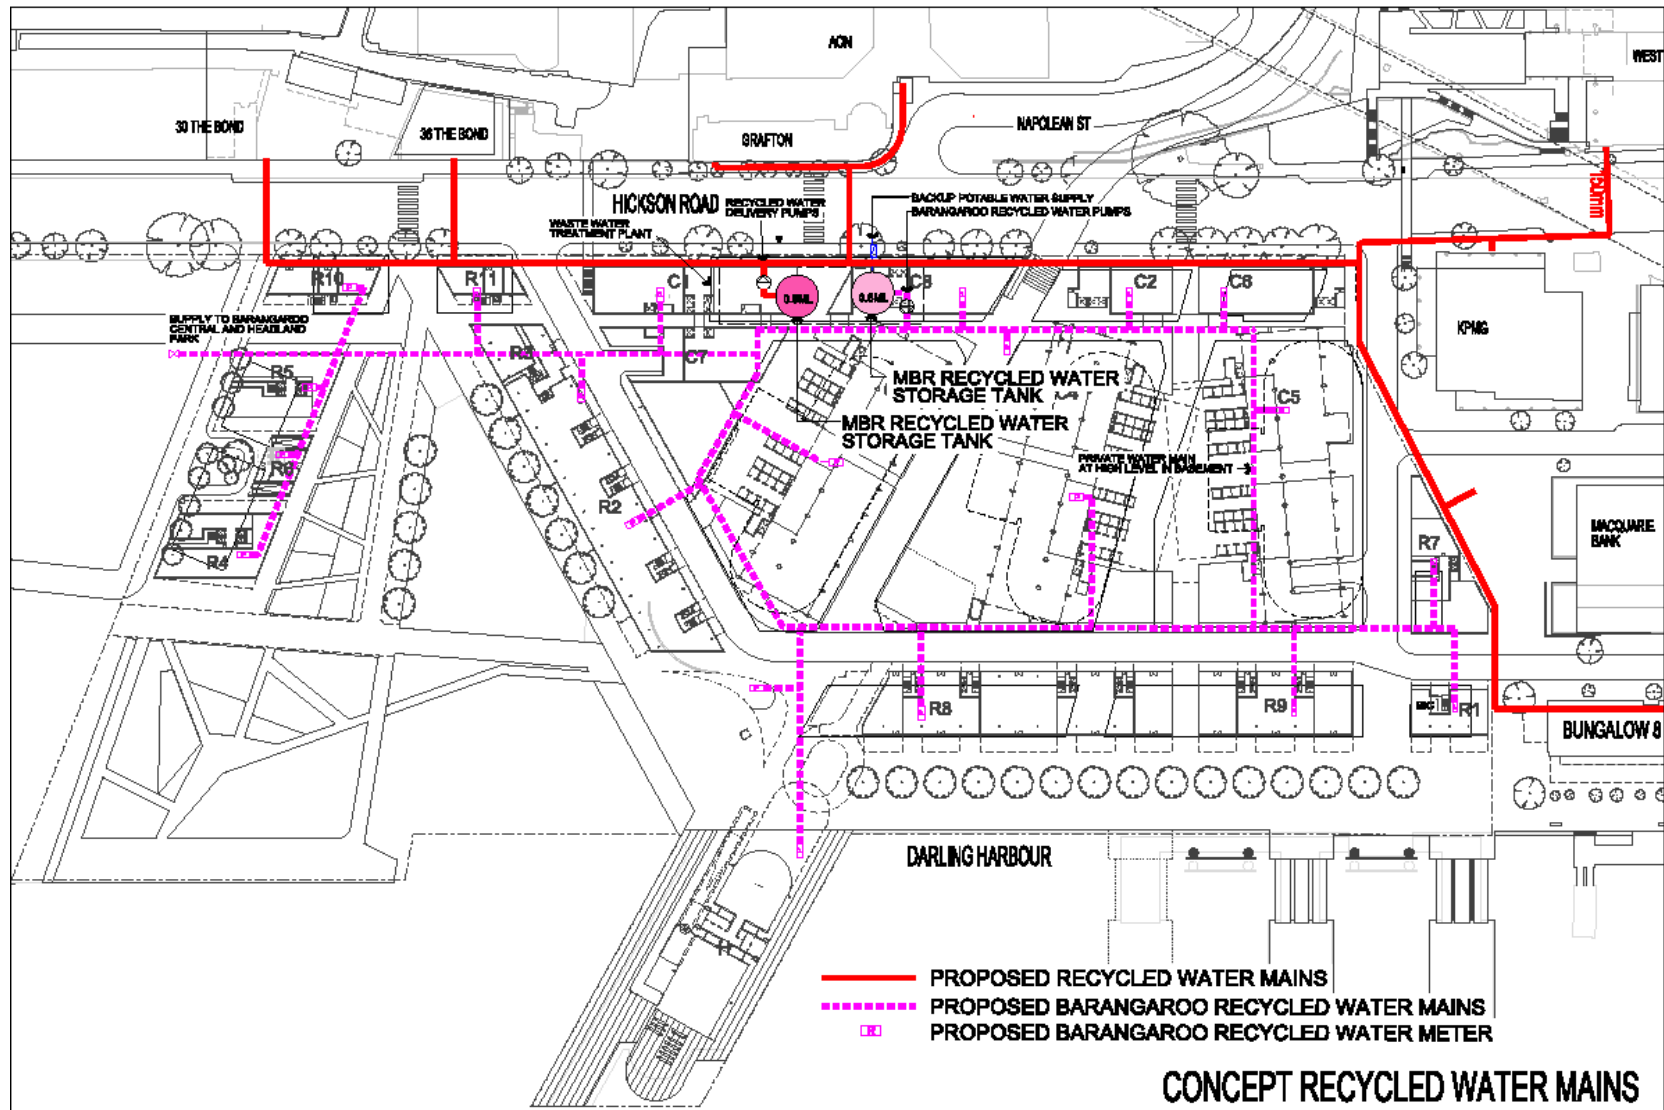 AON
WEST
30 THE BOND
36 THE BOND
GRAFTON
NAPOLEAN ST
150mm
HICKSON ROAD
RECYCLED WATER
DELIVERY PUMPS
BACKUP POTABLE WATER SUPPLY
BARANGAROO RECYCLED WATER PUMPS
WASTE WATER
TREATMENT PLANT
R10
R11
C1
C2
C6
0.6ML
SUPPLY TO BARANGAROO
CENTRAL AND HEADLAND
PARK
KPMG
R3
C7
R5
MBR RECYCLED WATER
STORAGE TANK
C5
MBR RECYCLED WATER
STORAGE TANK
R6
PRIVATE WATER MAIN
AT HIGH LEVEL IN BASEMENT
R2
MACQUARIE
BANK
R4
R7
R8
R9
R1
BUNGALOW 8
DARLING HARBOUR
PROPOSED RECYCLED WATER MAINS
PROPOSED BARANGAROO RECYCLED WATER MAINS
R PROPOSED BARANGAROO RECYCLED WATER METER
CONCEPT RECYCLED WATER MAINS